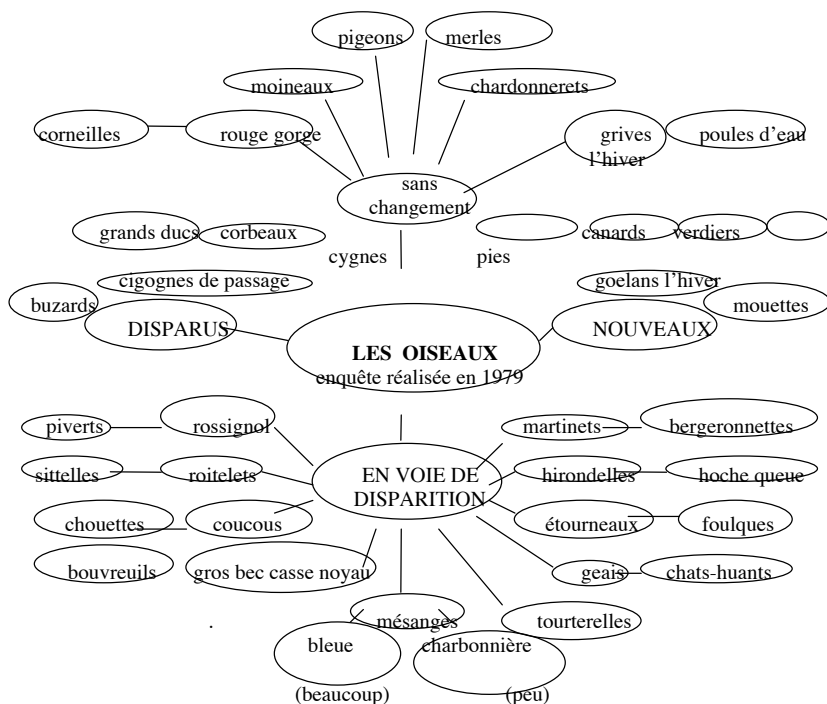 pigeons
merles
moineaux
chardonnerets
corneilles
rouge gorge
grives
l'hiver
poules d'eau
sans
changement
grands ducs
corbeaux
canards
verdiers
cygnes
pies
cigognes de passage
goelans l'hiver
buzards
mouettes
DISPARUS
NOUVEAUX
LES OISEAUX
enquête réalisée en 1979
piverts
rossignol
martinets
bergeronnettes
sittelles
roitelets
EN VOIE DE
DISPARITION
hirondelles
hoche queue
chouettes
coucous
étourneaux
foulques
bouvreuils
gros bec casse noyau
geais
chats-huants
mésanges
tourterelles
.
bleue
charbonnière
(beaucoup)
(peu)